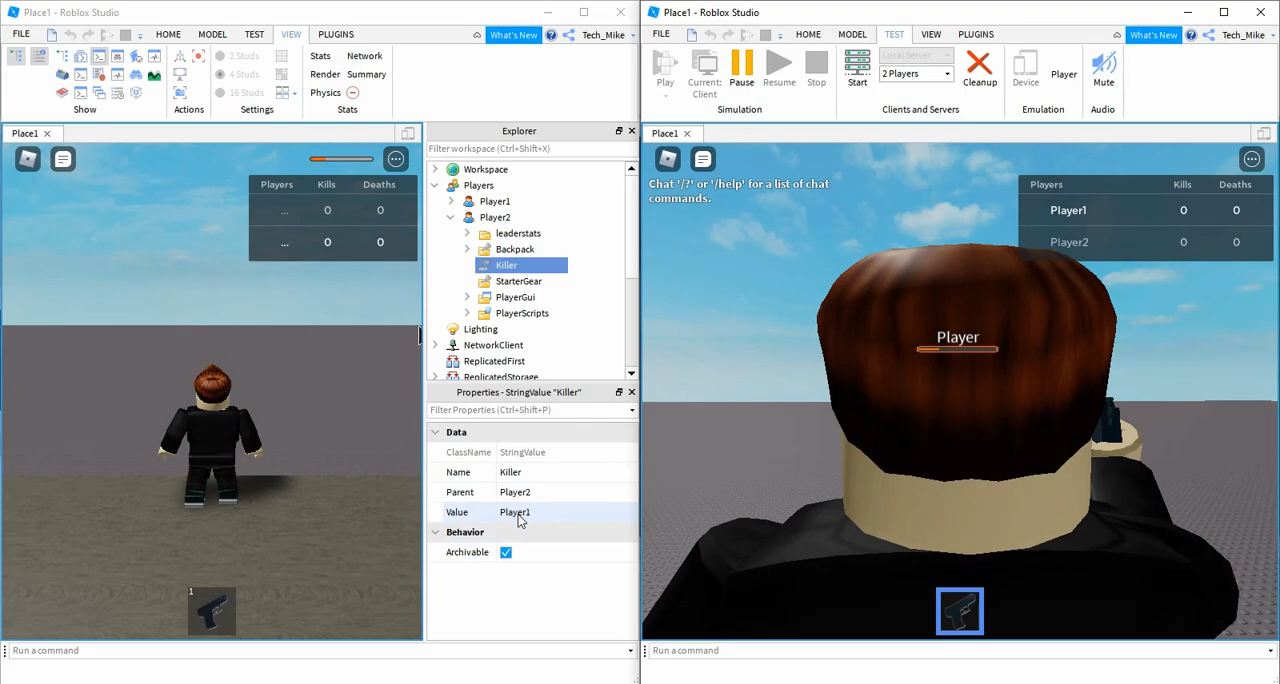 Place1 - Roblox Studio
FILE HOME MODEL TEST VIEW PLUGINS What's New Tech_Mike
2 Studs
4 Studs
16 Studs
Stats Network
Render Summary
Physics
Show Actions Settings Stats
Place1
Players Kills Deaths
... 0 0
... 0 0
1
Run a command
Explorer
Filter workspace (Ctrl+Shift+X)
Workspace
Players
Player1
Player2
leaderstats
Backpack
Killer
StarterGear
PlayerGui
PlayerScripts
Lighting
NetworkClient
ReplicatedFirst
ReplicatedStorage
Properties - StringValue "Killer"
Filter Properties (Ctrl+Shift+P)
Data
ClassName StringValue
Name Killer
Parent Player2
Value Player1
Behavior
Archivable
Place1 - Roblox Studio
FILE HOME MODEL TEST VIEW PLUGINS What's New Tech_Mike
Play Current: Client Pause Resume Stop
Start Local Server 2 Players Cleanup
Device Player Mute
Simulation Clients and Servers Emulation Audio
Place1
Chat '/?' or '/help' for a list of chat
commands.
Players Kills Deaths
Player1 0 0
Player2 0 0
Player
Run a command